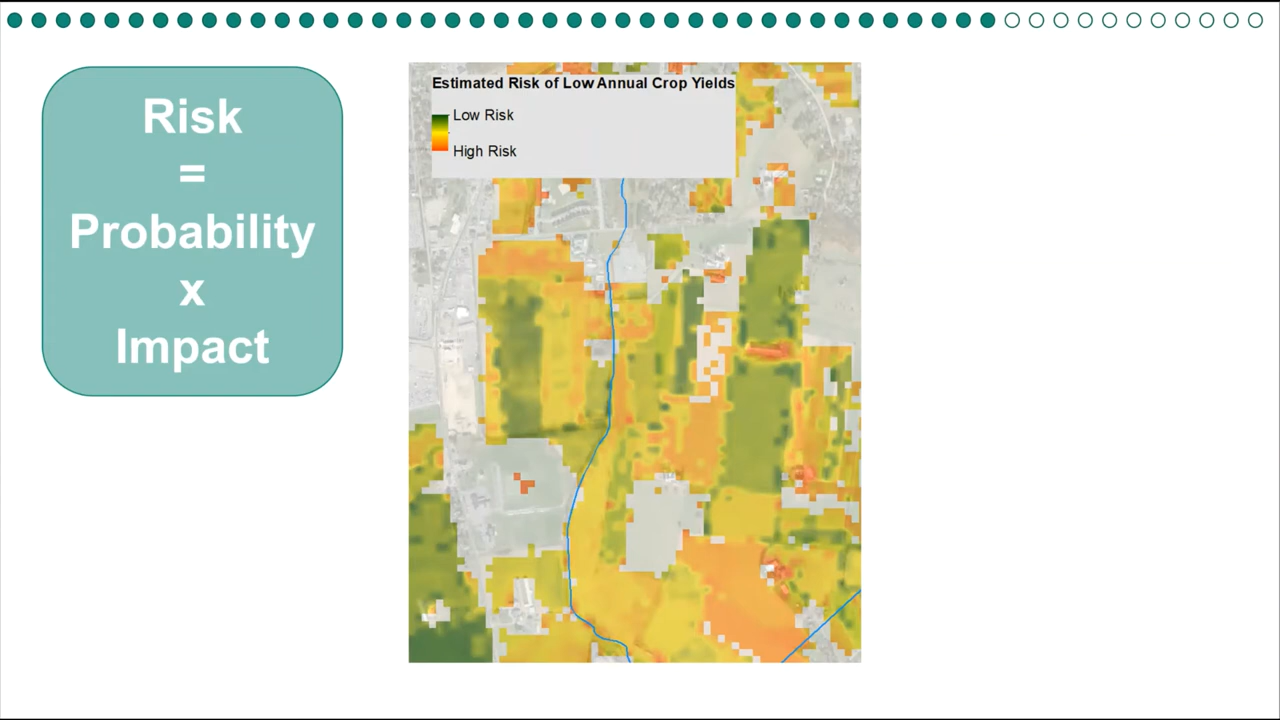 Risk
=
Probability
x
Impact
Estimated Risk of Low Annual Crop Yields
Low Risk
High Risk